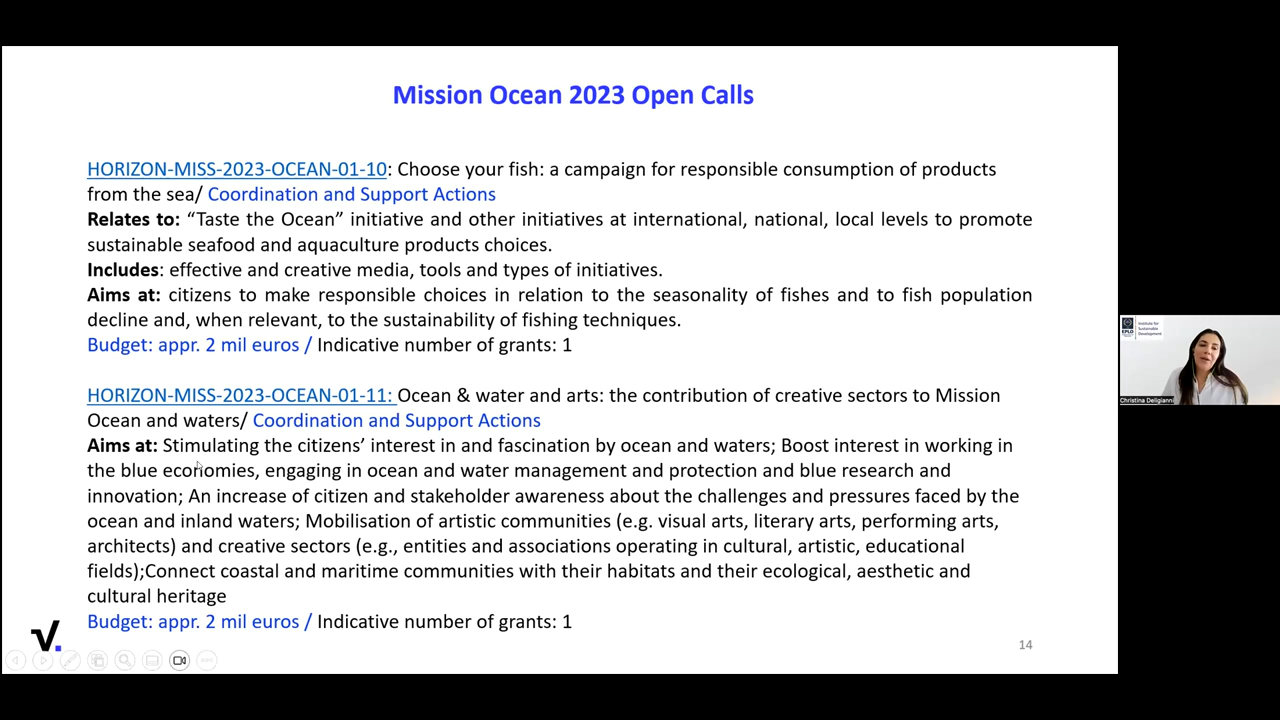 Mission Ocean 2023 Open Calls
HORIZON-MISS-2023-OCEAN-01-10: Choose your fish: a campaign for responsible consumption of products
from the sea/ Coordination and Support Actions
Relates to: “Taste the Ocean” initiative and other initiatives at international, national, local levels to promote
sustainable seafood and aquaculture products choices.
Includes: effective and creative media, tools and types of initiatives.
Aims at: citizens to make responsible choices in relation to the seasonality of fishes and to fish population
decline and, when relevant, to the sustainability of fishing techniques.
Budget: appr. 2 mil euros / Indicative number of grants: 1
HORIZON-MISS-2023-OCEAN-01-11: Ocean & water and arts: the contribution of creative sectors to Mission
Ocean and waters/ Coordination and Support Actions
Aims at: Stimulating the citizens’ interest in and fascination by ocean and waters; Boost interest in working in
the blue economies, engaging in ocean and water management and protection and blue research and
innovation; An increase of citizen and stakeholder awareness about the challenges and pressures faced by the
ocean and inland waters; Mobilisation of artistic communities (e.g. visual arts, literary arts, performing arts,
architects) and creative sectors (e.g., entities and associations operating in cultural, artistic, educational
fields);Connect coastal and maritime communities with their habitats and their ecological, aesthetic and
cultural heritage
Budget: appr. 2 mil euros / Indicative number of grants: 1
14
EPLO
Institute for
Sustainable
Development
Christina Deligianni